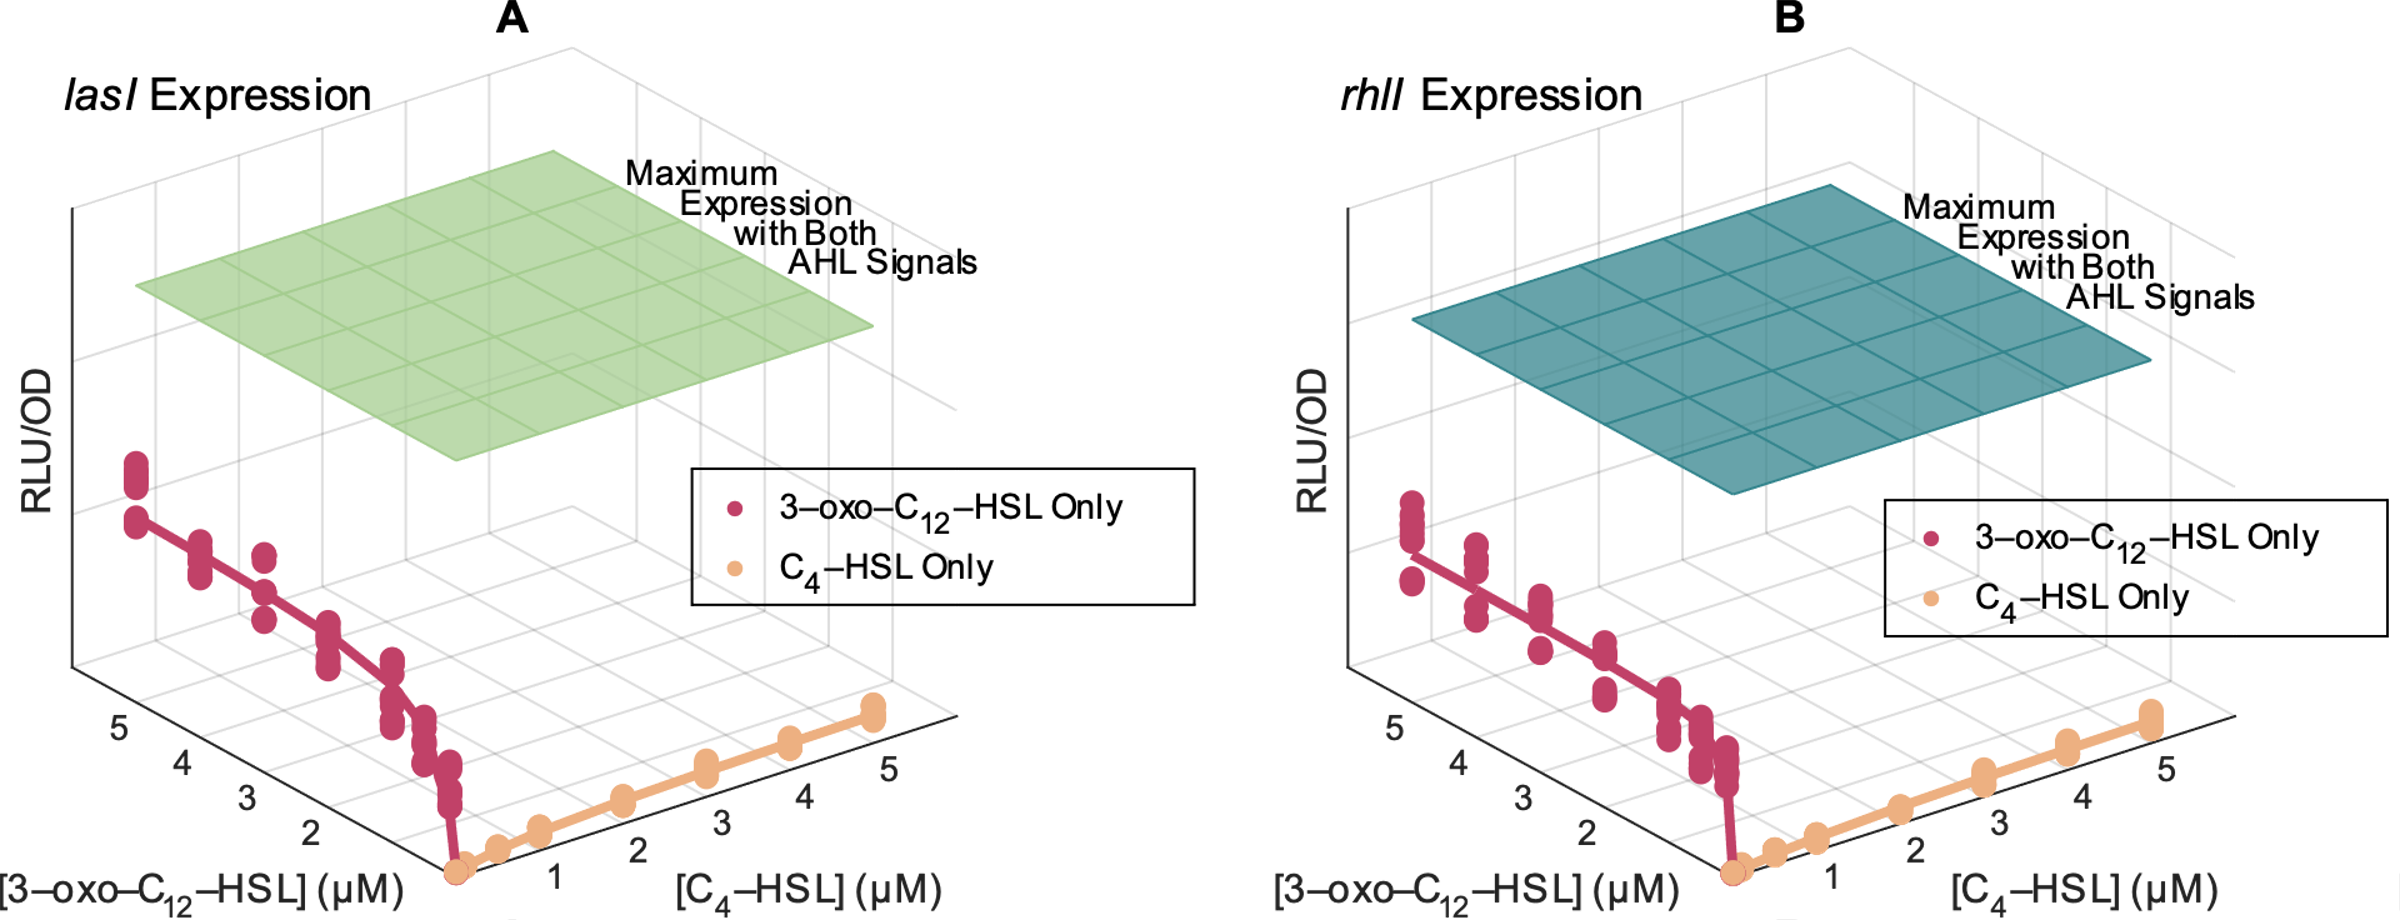 A
lasI Expression
Maximum
Expression
with Both
AHL Signals
RLU/OD
3–oxo–C12–HSL Only
C4–HSL Only
5
4
3
2
[3–oxo–C12–HSL] (μM)
1
2
3
4
5
[C4–HSL] (μM)
B
rhlI Expression
Maximum
Expression
with Both
AHL Signals
RLU/OD
3–oxo–C12–HSL Only
C4–HSL Only
5
4
3
2
[3–oxo–C12–HSL] (μM)
1
2
3
4
5
[C4–HSL] (μM)